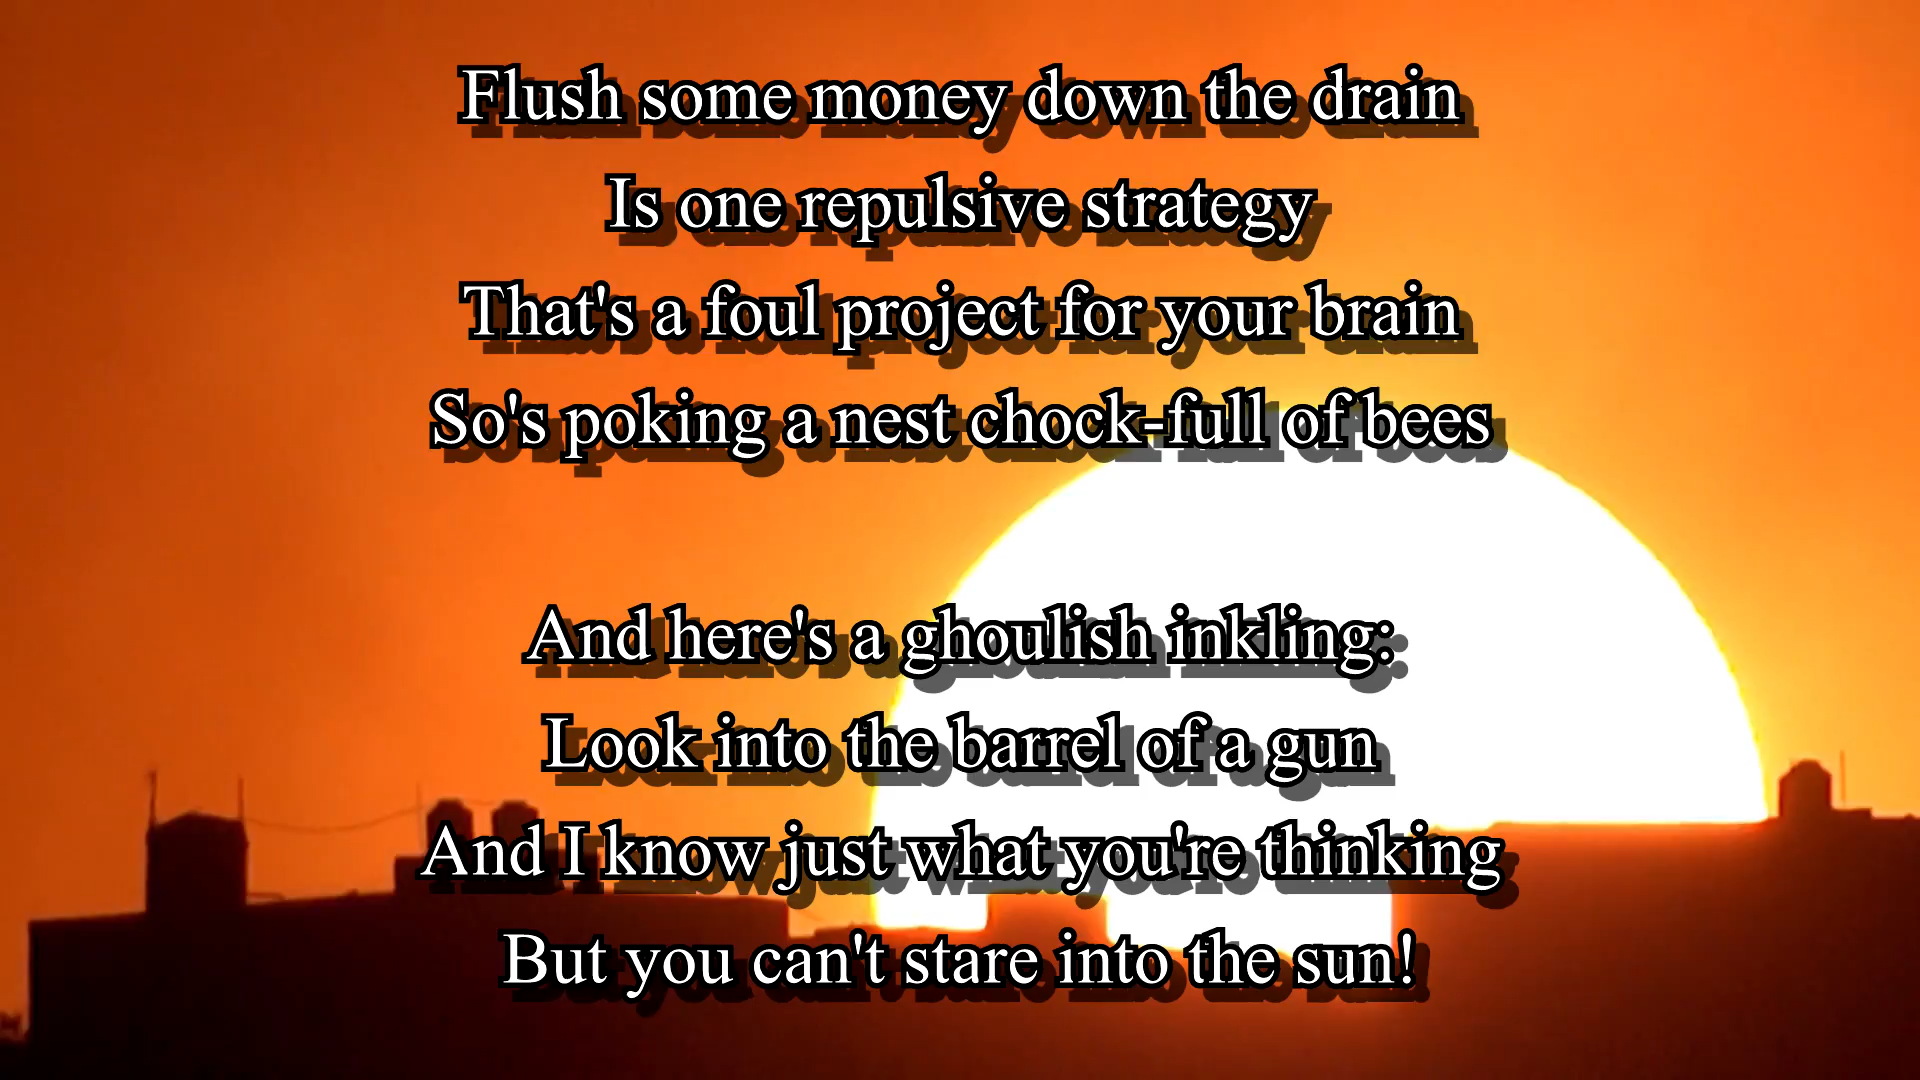 Flush some money down the drain
Is one repulsive strategy
That's a foul project for your brain
So's poking a nest chock-full of bees
And here's a ghoulish inkling:
Look into the barrel of a gun
And I know just what you're thinking
But you can't stare into the sun!